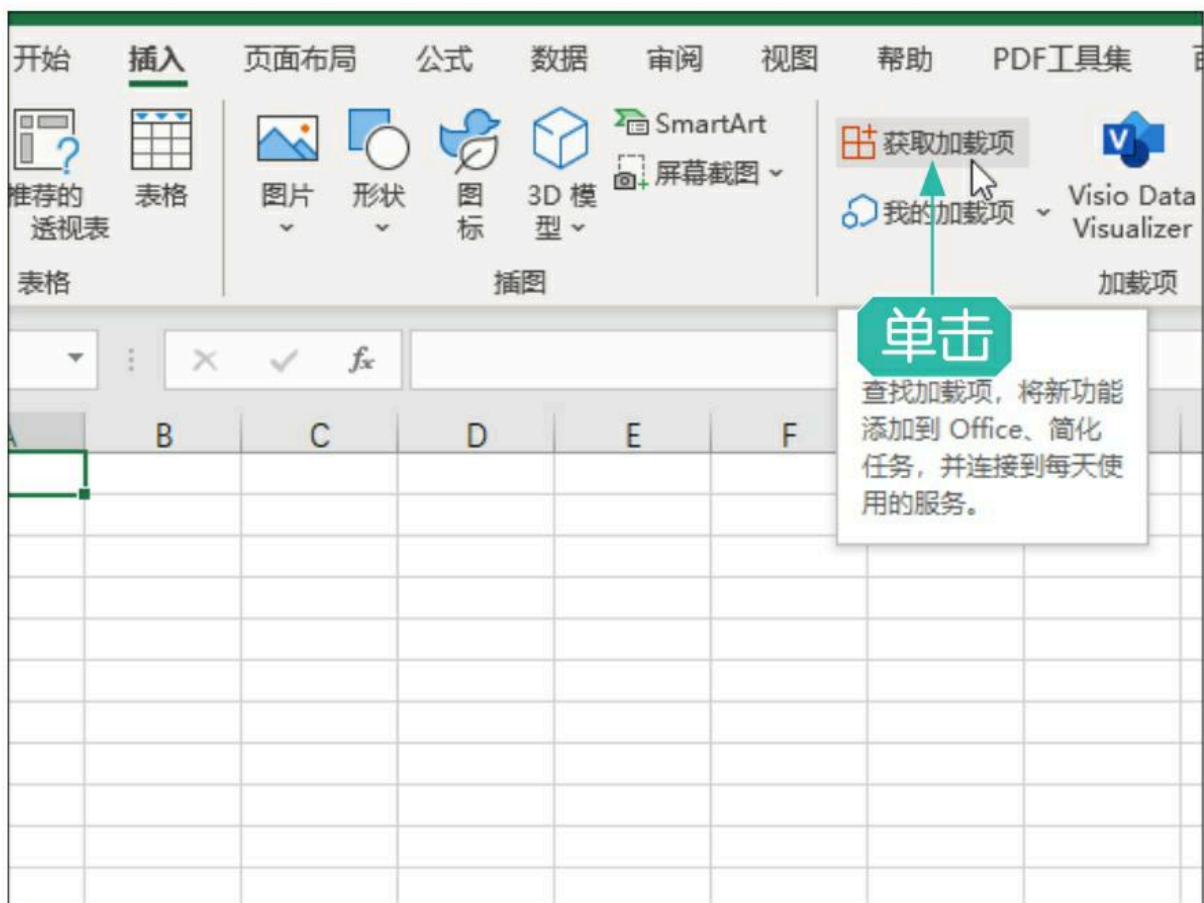 开始 插入 页面布局 公式 数据 审阅 视图 帮助 PDF工具集
推荐的
透视表
表格
图片
形状
图
标
3D 模
型
SmartArt
屏幕截图
获取加载项
我的加载项
Visio Data
Visualizer
表格 插图 加载项
单击
fx
查找加载项，将新功能
添加到 Office、简化
任务，并连接到每天使
用的服务。
A B C D E F